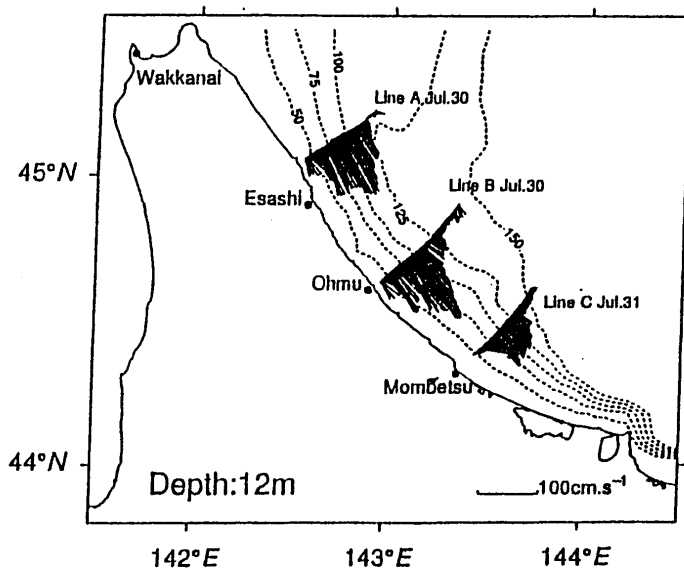 Wakkanai
50
75
100
Line A Jul.30
45°N
Esashi
Line B Jul.30
125
150
Ohmu
Line C Jul.31
Mombetsu
44°N
Depth:12m
100cm.s⁻¹
142°E
143°E
144°E